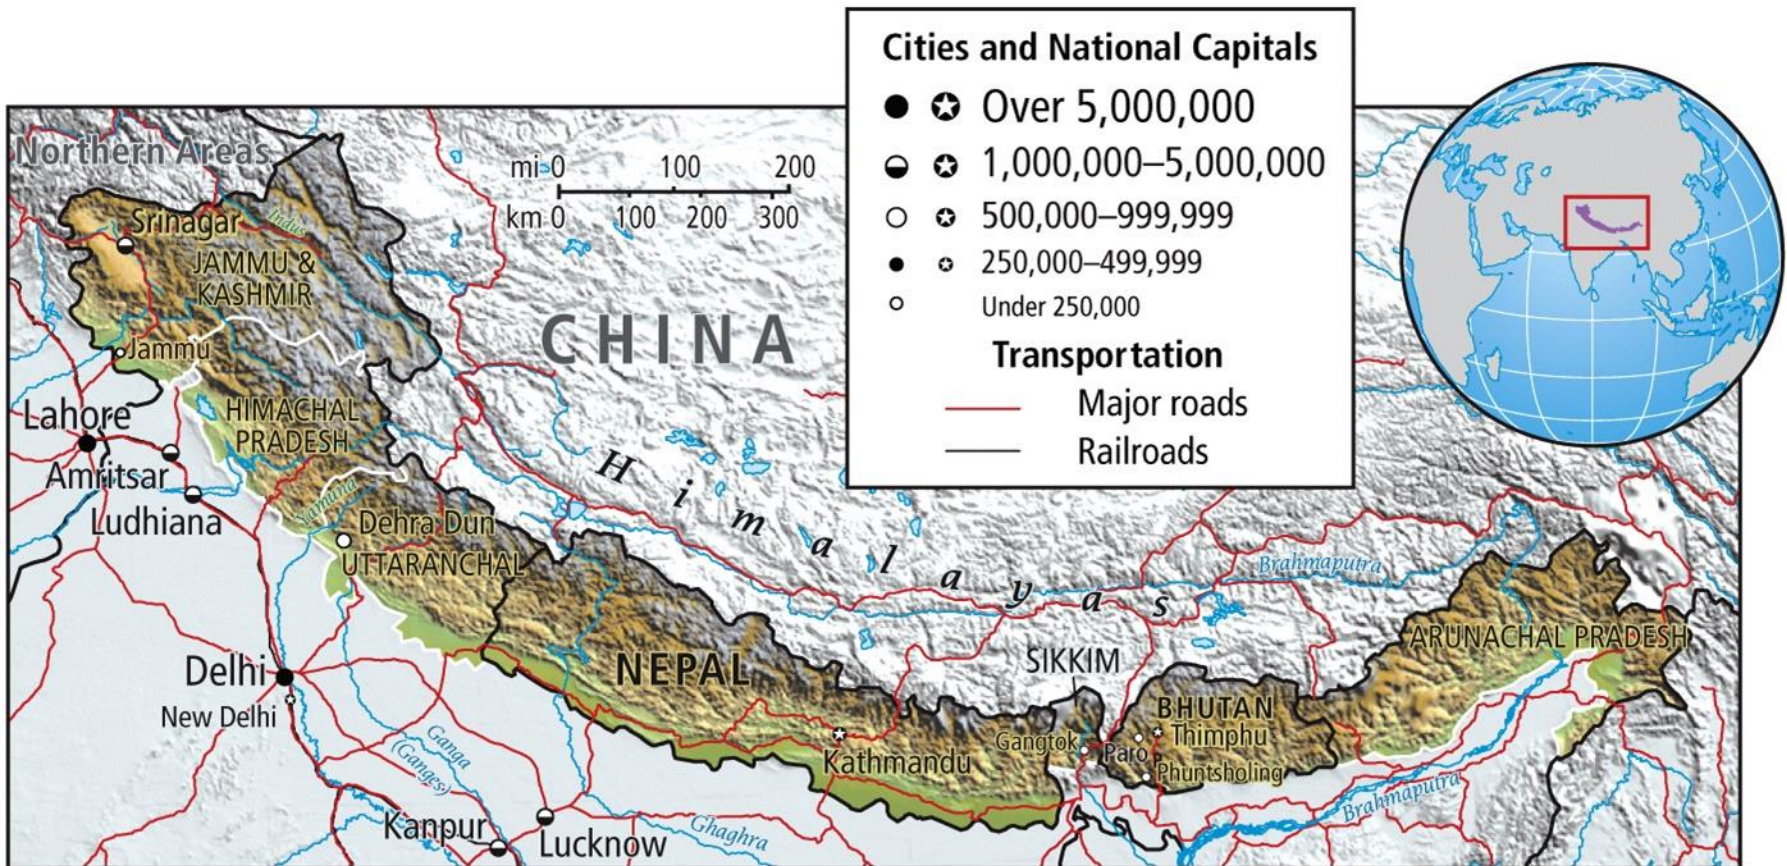 Cities and National Capitals
Over 5,000,000
1,000,000–5,000,000
500,000–999,999
250,000–499,999
Under 250,000
Transportation
Major roads
Railroads
Northern Areas
mi 0 100 200
km 0 100 200 300
Srinagar
Indus
JAMMU &
KASHMIR
CHINA
Jammu
Lahore
HIMACHAL
PRADESH
Amritsar
Himalayas
Yamuna
Ludhiana
Dehra Dun
UTTARANCHAL
Brahmaputra
ARUNACHAL PRADESH
Delhi
NEPAL
SIKKIM
New Delhi
BHUTAN
Thimphu
Ganga
(Ganges)
Gangtok
Paro
Kathmandu
Phuntsholing
Brahmaputra
Kanpur
Lucknow
Ghaghra